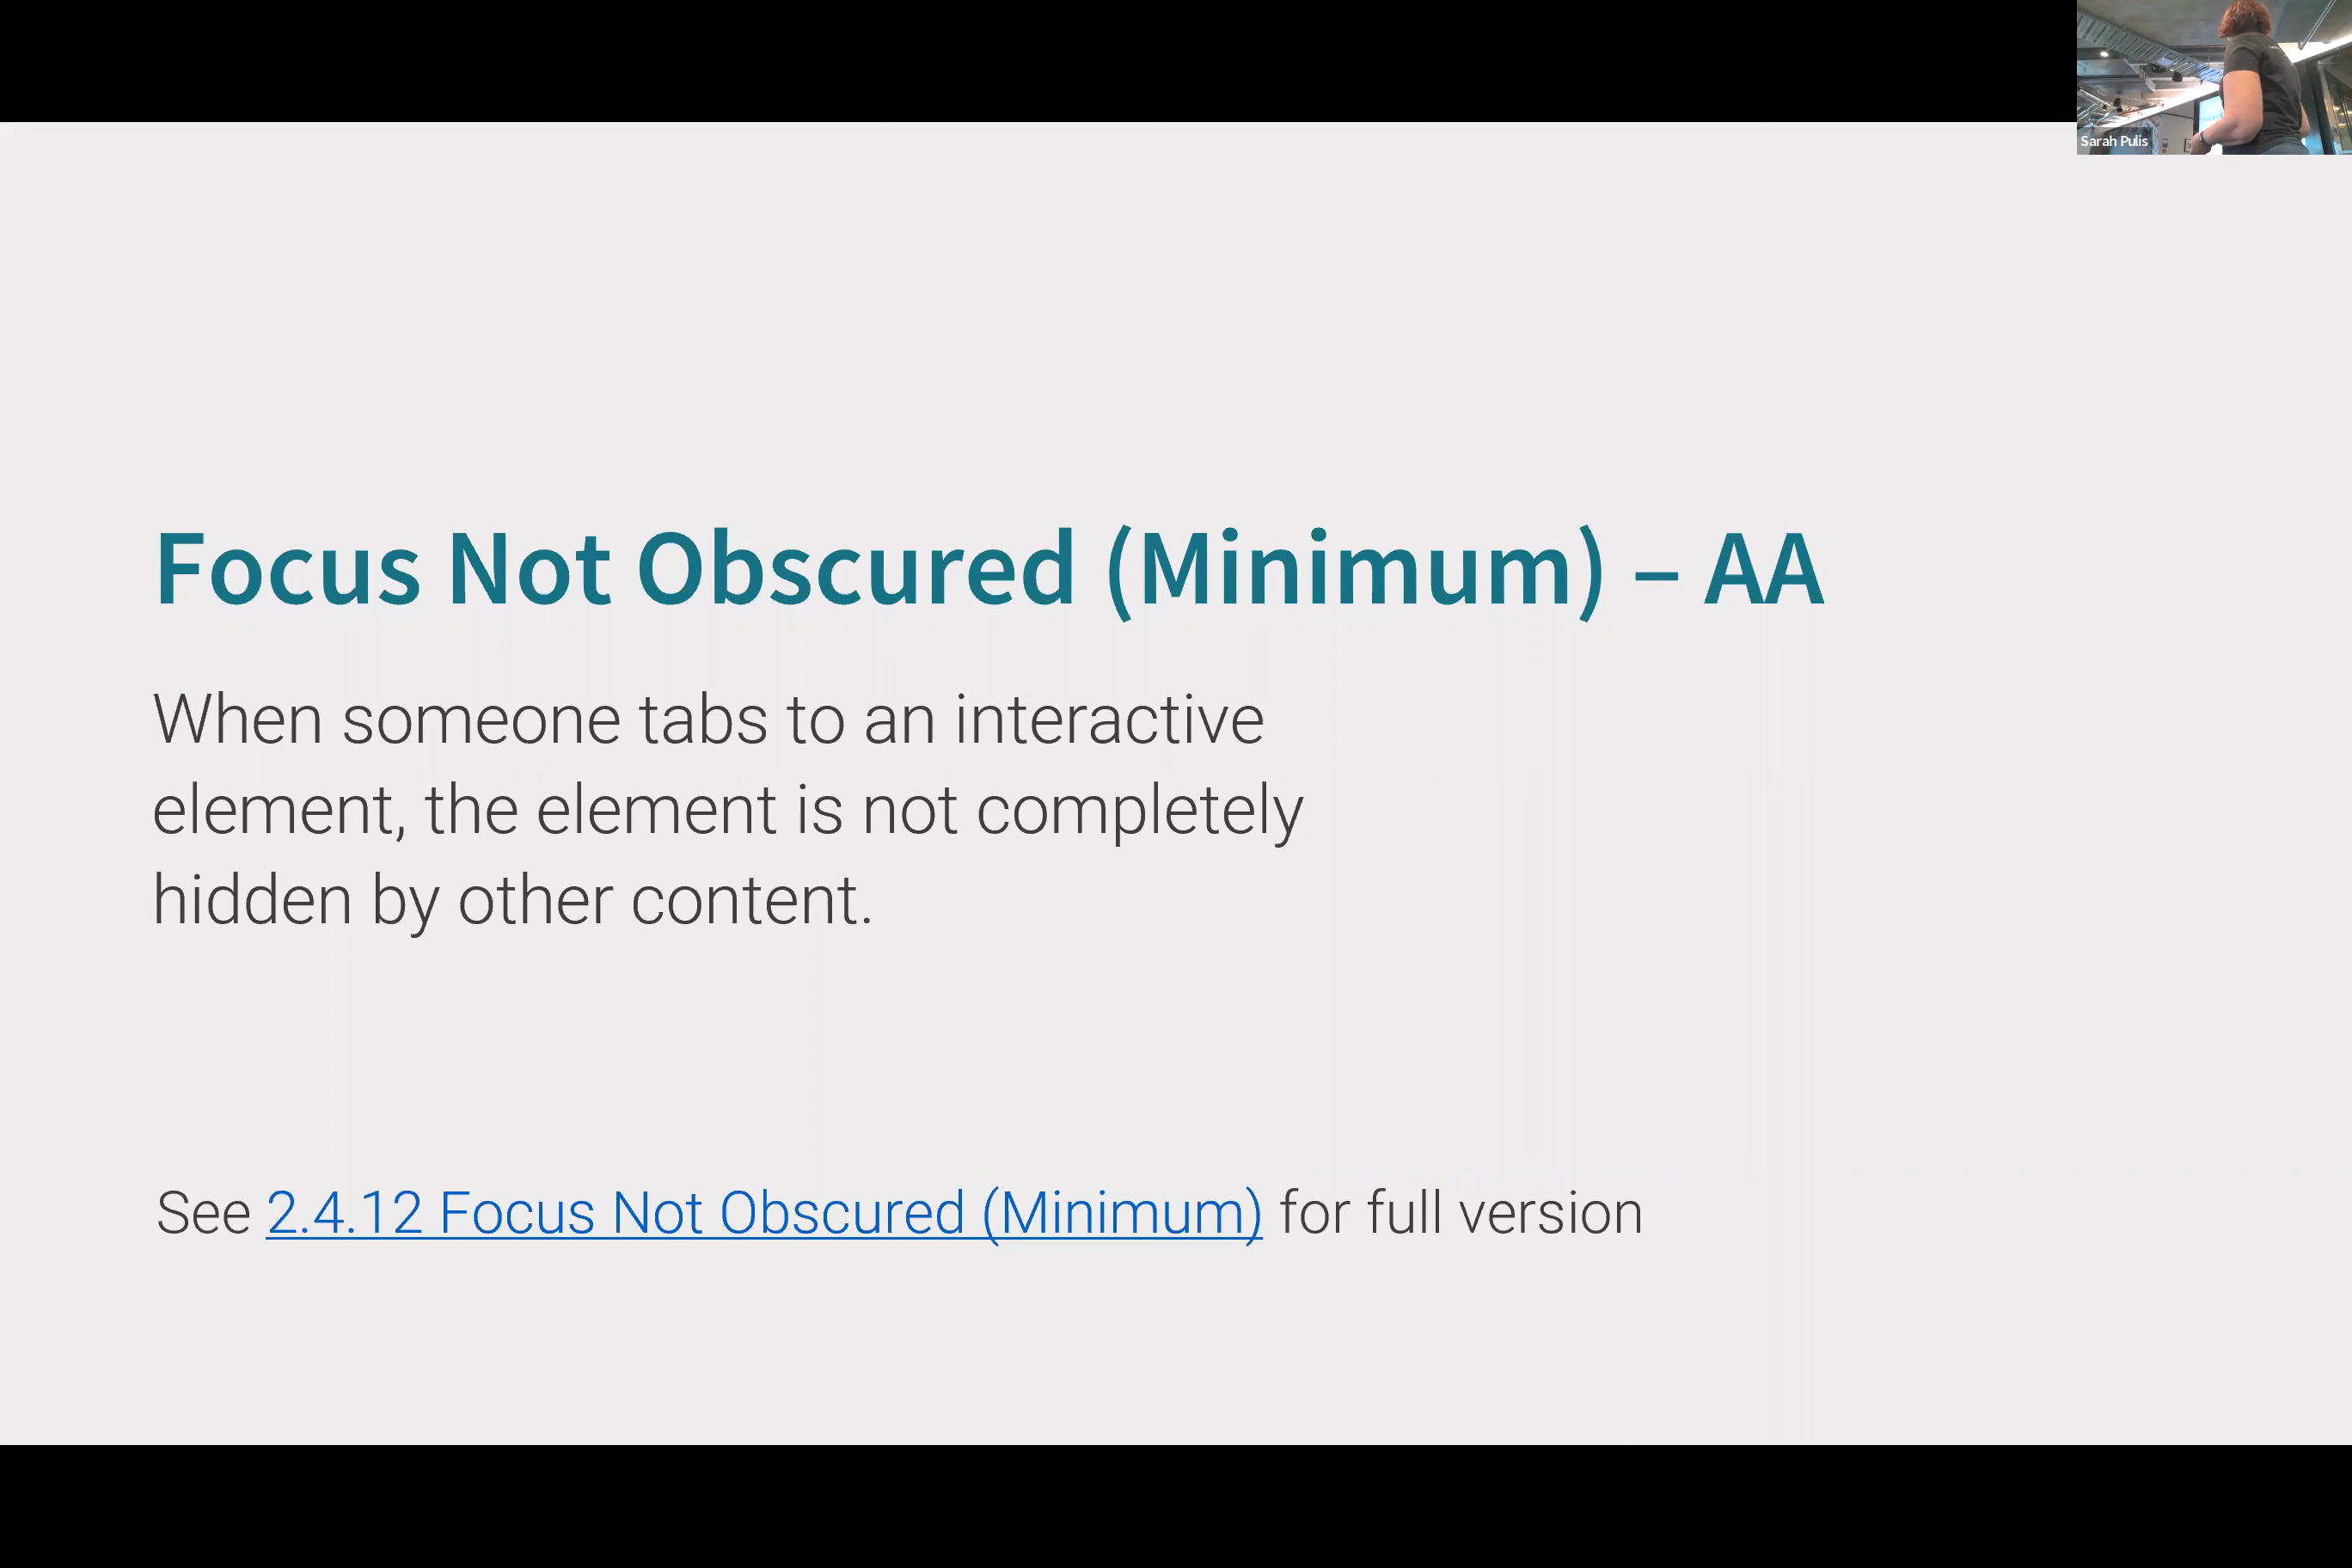 Sarah Pulis
Focus Not Obscured (Minimum) – AA
When someone tabs to an interactive
element, the element is not completely
hidden by other content.
See 2.4.12 Focus Not Obscured (Minimum) for full version